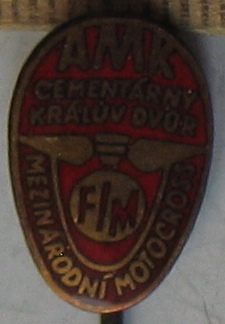 AMK
CEMENTÁRNY
KRÁLŮV DVŮR
FIM
MEZINÁRODNÍ MOTOCROSS